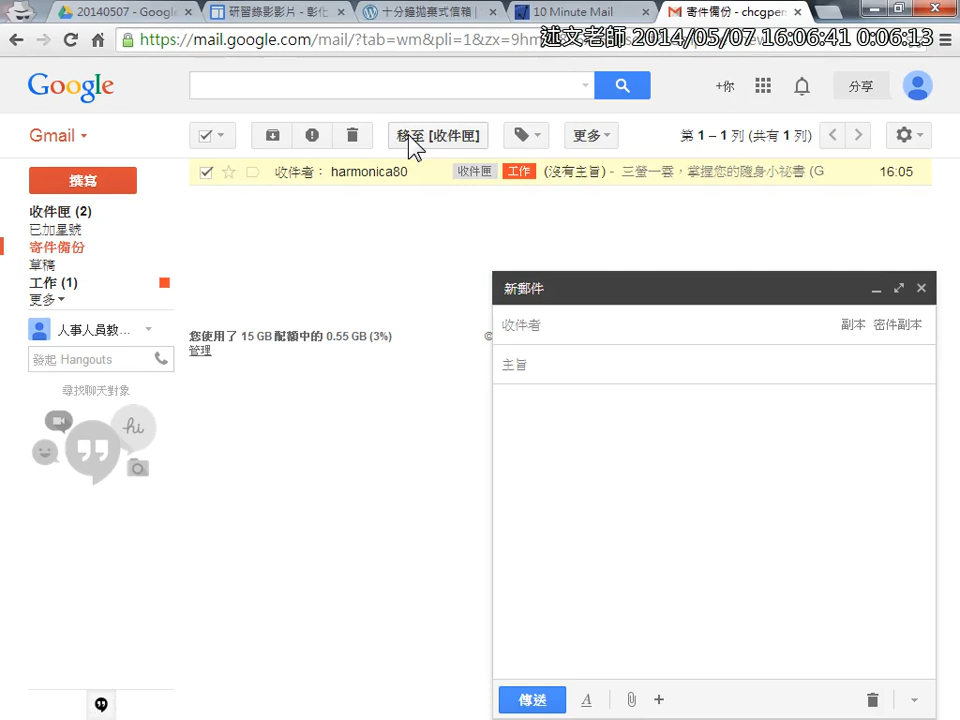 20140507 - Google
研習錄影影片 - 彰化
十分鐘拋棄式信箱 |
10 Minute Mail
寄件備份 - chcgpers
https://mail.google.com/mail/?tab=wm&pli=1&zx=9hm
述文老師 2014/05/07 16:06:41 0:06:13
Google
+你
分享
Gmail
移至 [收件匣]
更多
第 1 – 1 列 (共有 1 列)
撰寫
收件者： harmonica80
收件匣
工作
(沒有主旨) - 三螢一雲，掌握您的隨身小祕書 (G
16:05
收件匣 (2)
已加星號
寄件備份
草稿
工作 (1)
更多
人事人員教...
發起 Hangouts
尋找聊天對象
hi
您使用了 15 GB 配額中的 0.55 GB (3%)
管理
©
新郵件
收件者
副本 密件副本
主旨
傳送
A